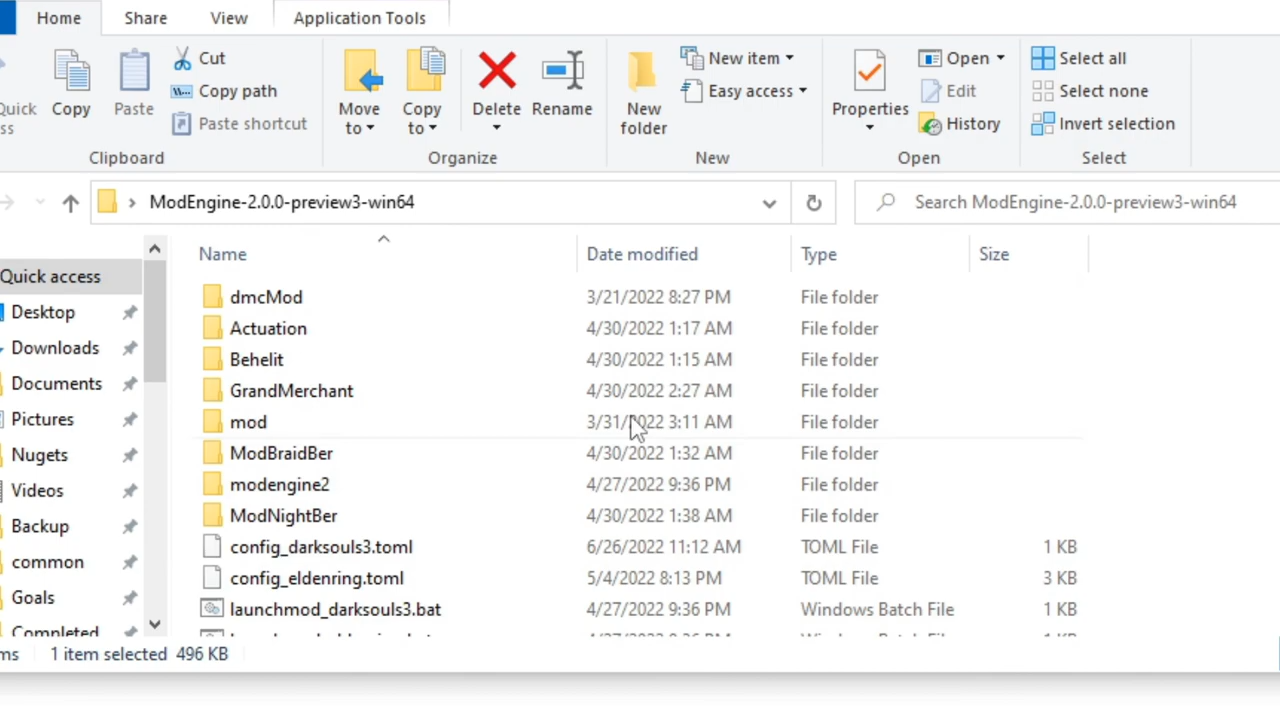 Home Share View Application Tools
Cut
Copy path
Paste shortcut
Copy
Paste
Clipboard
Move to
Copy to
Delete
Rename
Organize
New folder
New item
Easy access
New
Properties
Open
Edit
History
Open
Select all
Select none
Invert selection
Select
ModEngine-2.0.0-preview3-win64
Search ModEngine-2.0.0-preview3-win64
Quick access
Desktop
Downloads
Documents
Pictures
Nugets
Videos
Backup
common
Goals
Completed
Name Date modified Type Size
dmcMod 3/21/2022 8:27 PM File folder
Actuation 4/30/2022 1:17 AM File folder
Behelit 4/30/2022 1:15 AM File folder
GrandMerchant 4/30/2022 2:27 AM File folder
mod 3/31/2022 3:11 AM File folder
ModBraidBer 4/30/2022 1:32 AM File folder
modengine2 4/27/2022 9:36 PM File folder
ModNightBer 4/30/2022 1:38 AM File folder
config_darksouls3.toml 6/26/2022 11:12 AM TOML File 1 KB
config_eldenring.toml 5/4/2022 8:13 PM TOML File 3 KB
launchmod_darksouls3.bat 4/27/2022 9:36 PM Windows Batch File 1 KB
1 item selected 496 KB